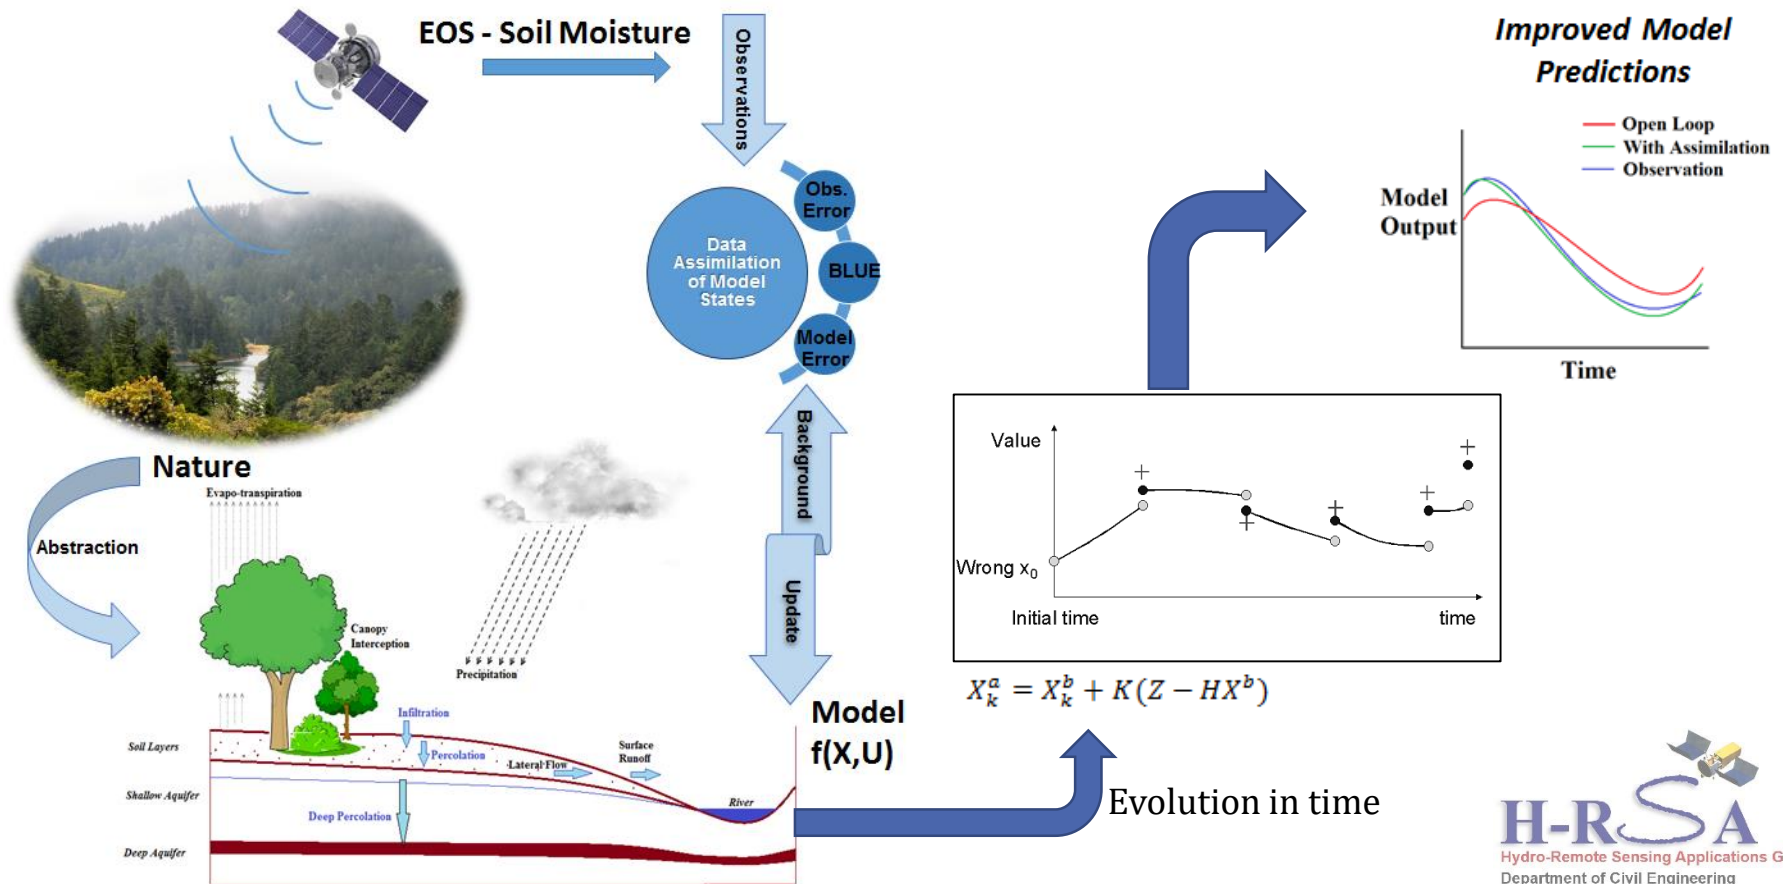 EOS - Soil Moisture
Observations
Improved Model
Predictions
Open Loop
With Assimilation
Observation
Model
Output
Time
Obs.
Error
Data
Assimilation
of Model
States
BLUE
Model
Error
Background
Update
Nature
Evapo-transpiration
Abstraction
Canopy
Interception
Precipitation
Infiltration
Soil Layers
Percolation
Lateral Flow
Surface
Runoff
Shallow Aquifer
River
Deep Percolation
Deep Aquifer
Model
f(X,U)
Value
Wrong x₀
Initial time
time
X_k^a = X_k^b + K(Z − HX^b)
Evolution in time
H-RSA
Hydro-Remote Sensing Applications G
Department of Civil Engineering